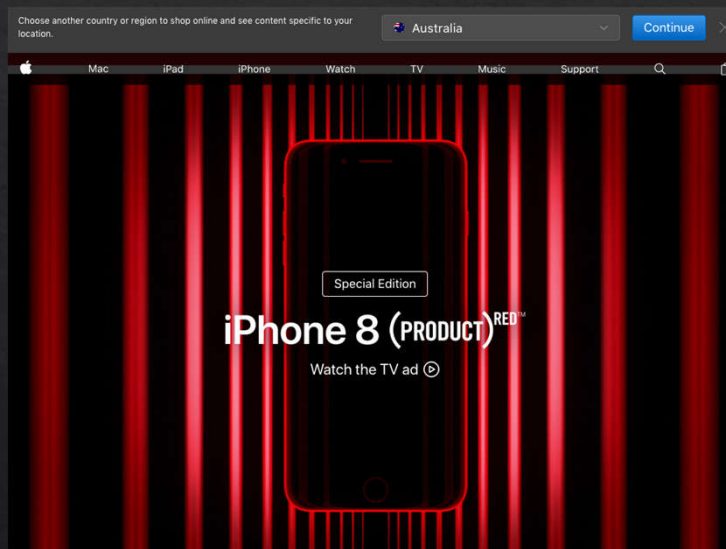 Choose another country or region to shop online and see content specific to your
location.
Australia
Continue
Mac iPad iPhone Watch TV Music Support
Special Edition
iPhone 8 (PRODUCT)RED™
Watch the TV ad